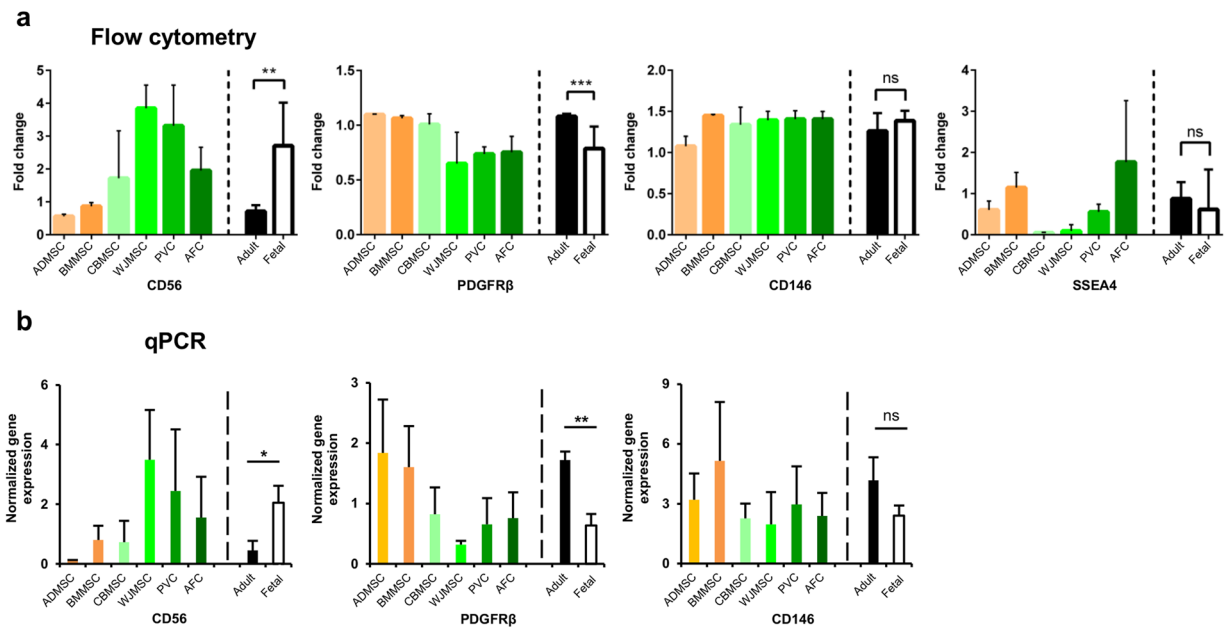 a
Flow cytometry
Fold change
5
4
3
2
1
0
**
ADMSC
BMMSC
CBMSC
WJMSC
PVC
AFC
Adult
Fetal
CD56
Fold change
1.5
1.0
0.5
0.0
***
ADMSC
BMMSC
CBMSC
WJMSC
PVC
AFC
Adult
Fetal
PDGFRβ
Fold change
2.0
1.5
1.0
0.5
0.0
ns
ADMSC
BMMSC
CBMSC
WJMSC
PVC
AFC
Adult
Fetal
CD146
Fold change
4
3
2
1
0
ns
ADMSC
BMMSC
CBMSC
WJMSC
PVC
AFC
Adult
Fetal
SSEA4
b
qPCR
Normalized gene
expression
6
4
2
0
*
ADMSC
BMMSC
CBMSC
WJMSC
PVC
AFC
Adult
Fetal
CD56
Normalized gene
expression
3
2
1
0
**
ADMSC
BMMSC
CBMSC
WJMSC
PVC
AFC
Adult
Fetal
PDGFRβ
Normalized gene
expression
9
6
3
0
ns
ADMSC
BMMSC
CBMSC
WJMSC
PVC
AFC
Adult
Fetal
CD146